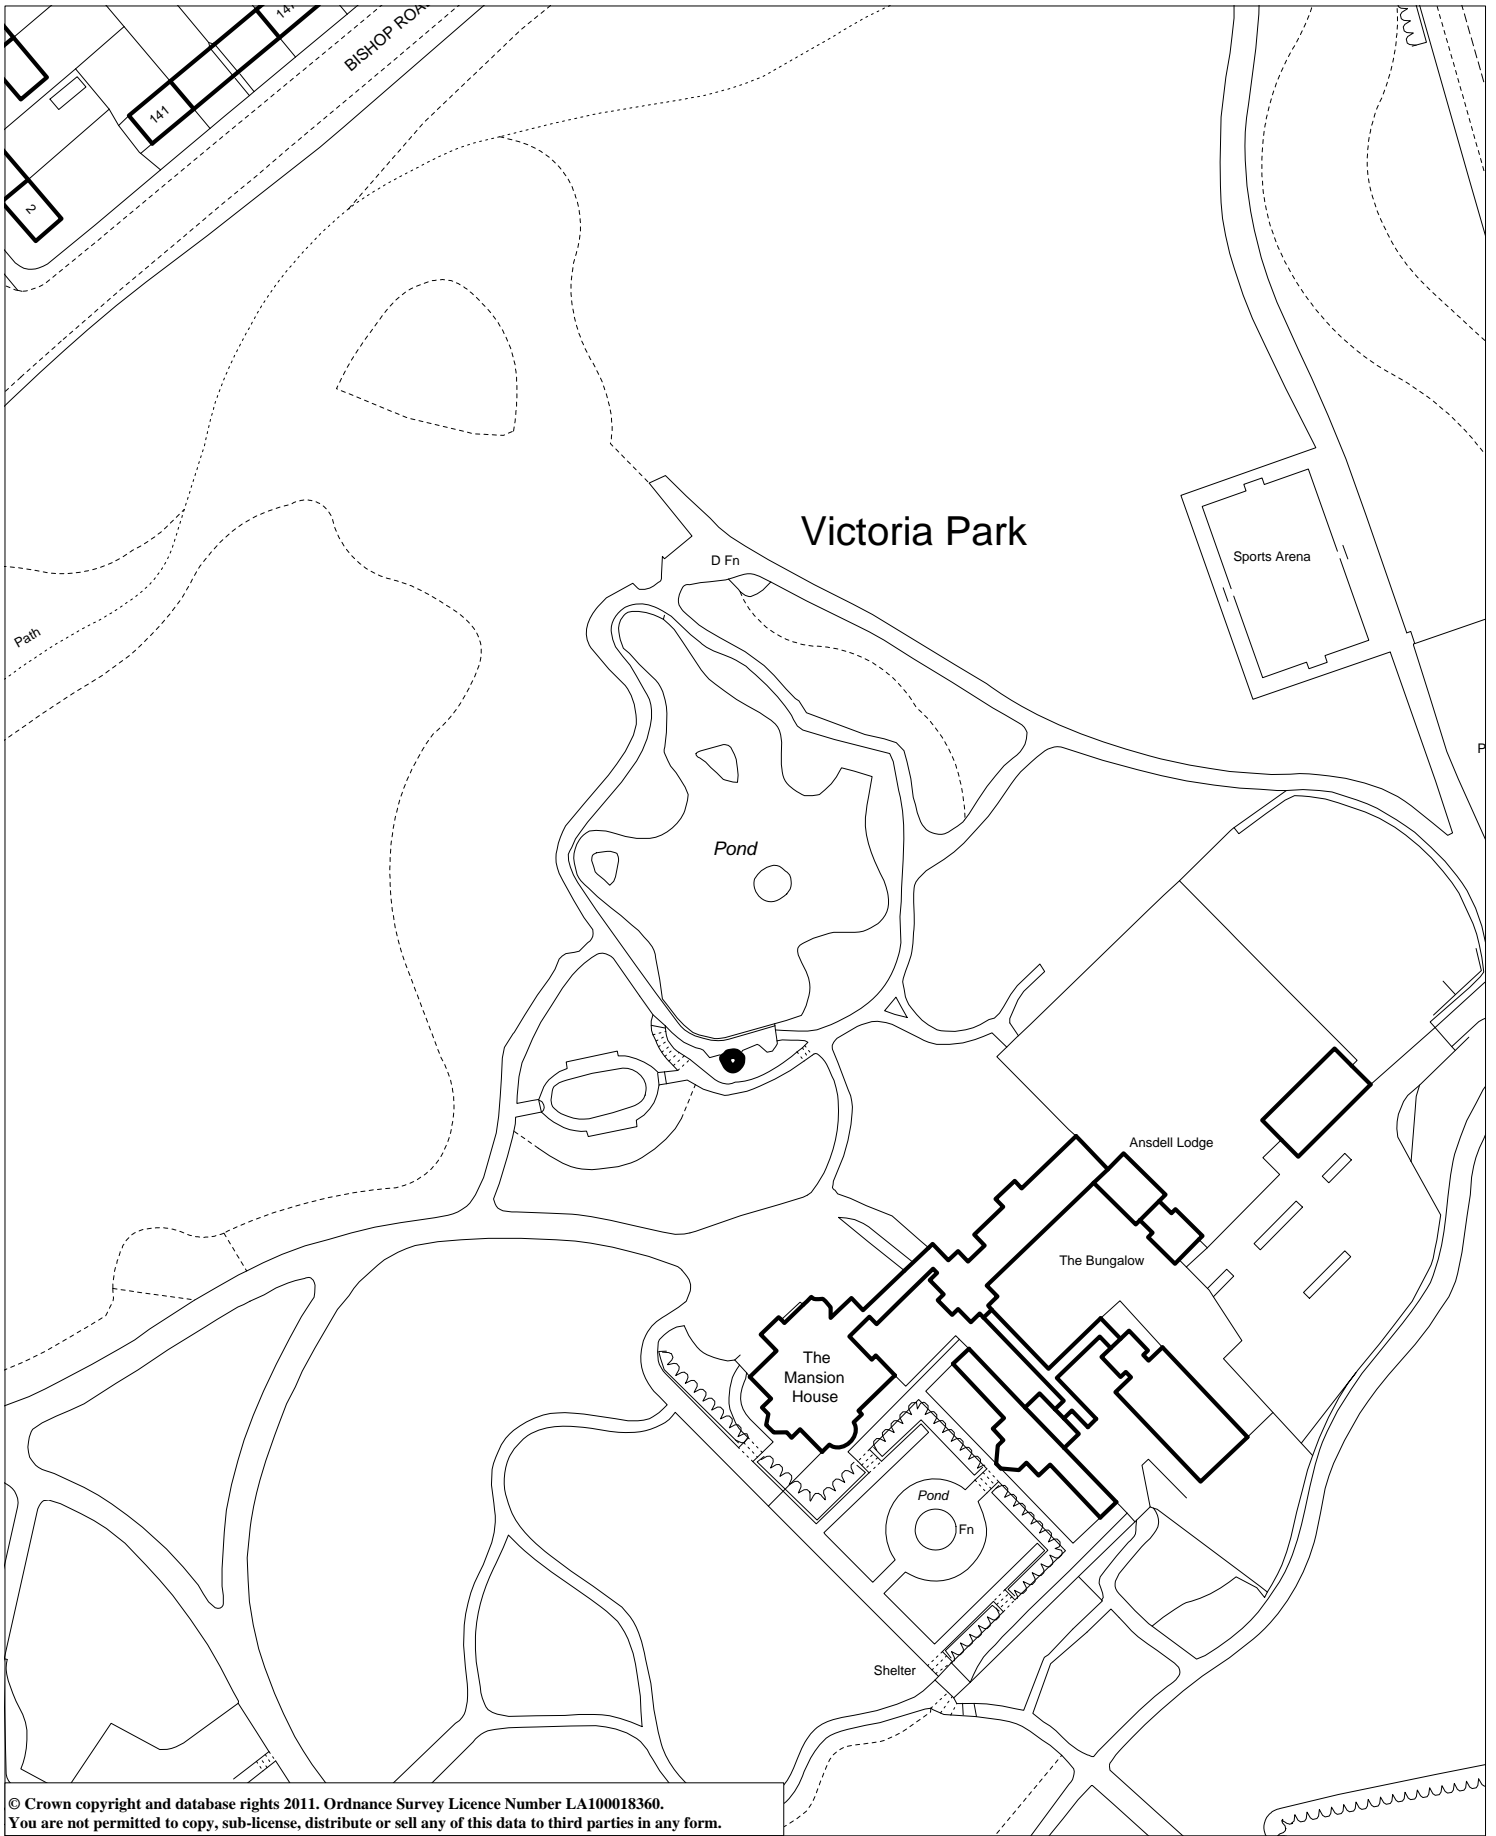 147
BISHOP ROA
141
2
Victoria Park
D Fn
Sports Arena
Path
P
Pond
Ansdell Lodge
The Bungalow
The
Mansion
House
Pond
Fn
Shelter
© Crown copyright and database rights 2011. Ordnance Survey Licence Number LA100018360.
You are not permitted to copy, sub-license, distribute or sell any of this data to third parties in any form.